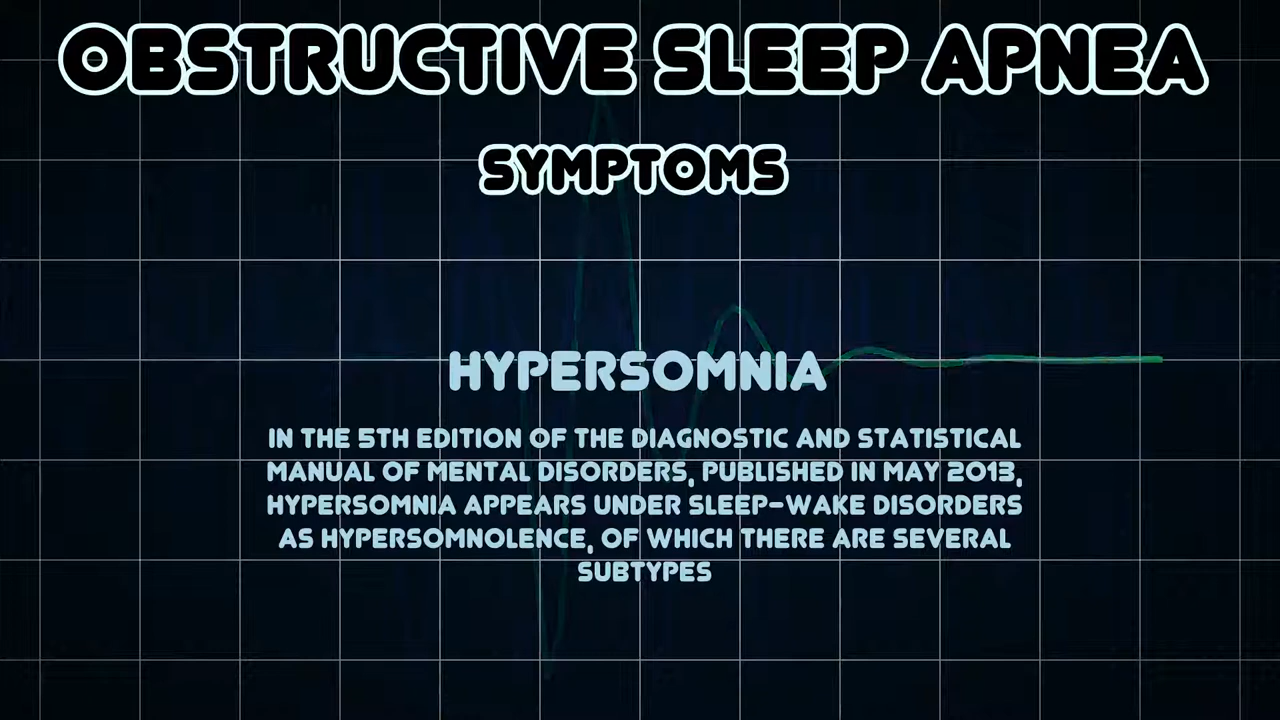 OBSTRUCTIVE SLEEP APNEA
SYMPTOMS
HYPERSOMNIA
IN THE 5TH EDITION OF THE DIAGNOSTIC AND STATISTICAL
MANUAL OF MENTAL DISORDERS, PUBLISHED IN MAY 2013,
HYPERSOMNIA APPEARS UNDER SLEEP-WAKE DISORDERS
AS HYPERSOMNOLENCE, OF WHICH THERE ARE SEVERAL
SUBTYPES